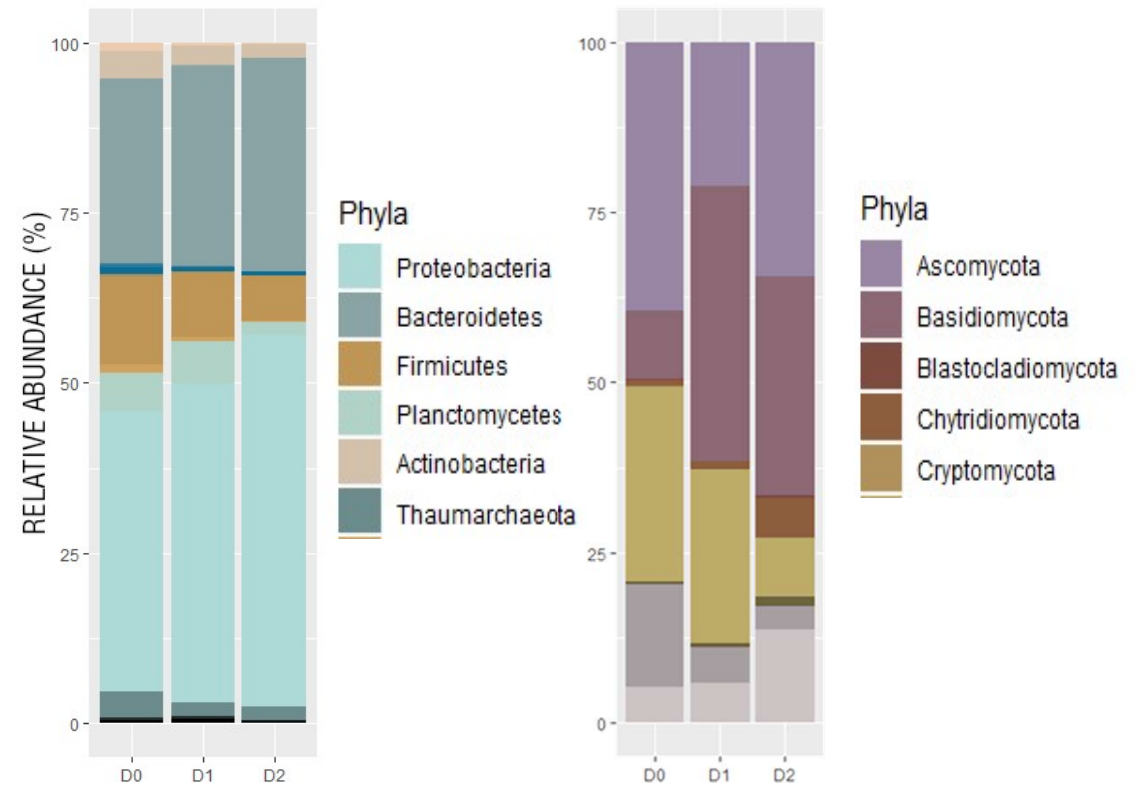 RELATIVE ABUNDANCE (%)
100
75
50
25
0
D0 D1 D2
Phyla
Proteobacteria
Bacteroidetes
Firmicutes
Planctomycetes
Actinobacteria
Thaumarchaeota
100
75
50
25
0
D0 D1 D2
Phyla
Ascomycota
Basidiomycota
Blastocladiomycota
Chytridiomycota
Cryptomycota